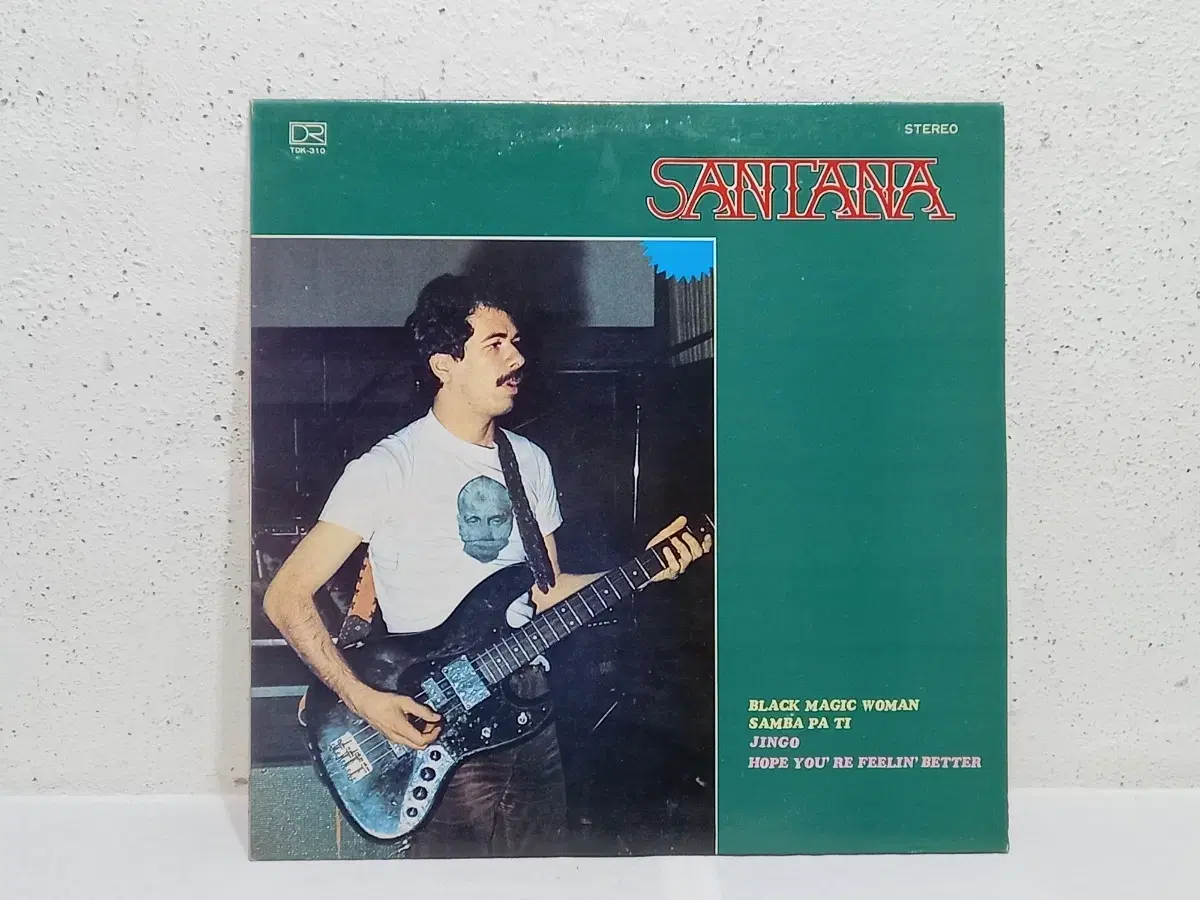 DR
TDK-310
STEREO
SANTANA
BLACK MAGIC WOMAN
SAMBA PA TI
JINGO
HOPE YOU' RE FEELIN' BETTER